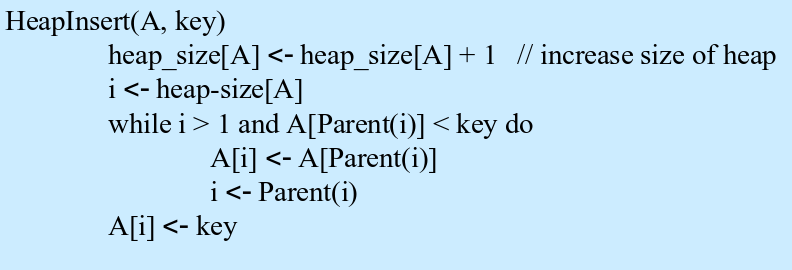 HeapInsert(A, key)
heap_size[A] <- heap_size[A] + 1 // increase size of heap
i <- heap-size[A]
while i > 1 and A[Parent(i)] < key do
A[i] <- A[Parent(i)]
i <- Parent(i)
A[i] <- key